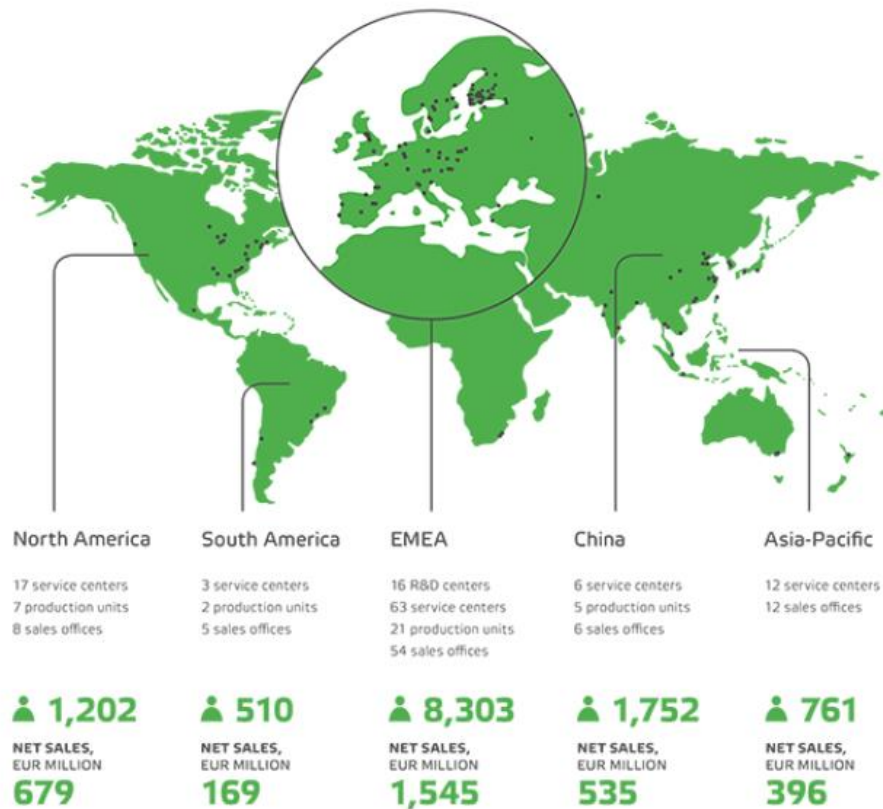 North America
17 service centers
7 production units
8 sales offices
1,202
NET SALES,
EUR MILLION
679
South America
3 service centers
2 production units
5 sales offices
510
NET SALES,
EUR MILLION
169
EMEA
16 R&D centers
63 service centers
21 production units
54 sales offices
8,303
NET SALES,
EUR MILLION
1,545
China
6 service centers
5 production units
6 sales offices
1,752
NET SALES,
EUR MILLION
535
Asia-Pacific
12 service centers
12 sales offices
761
NET SALES,
EUR MILLION
396